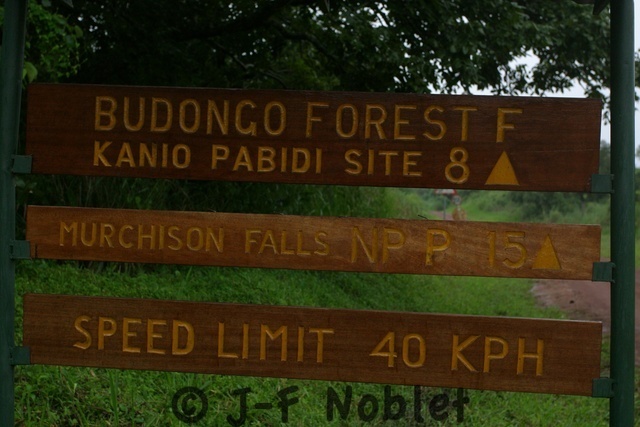 BUDONGO FOREST F
KANIO PABIDI SITE 8
MURCHISON FALLS NP P 15
SPEED LIMIT 40 KPH
© J-F Noblet